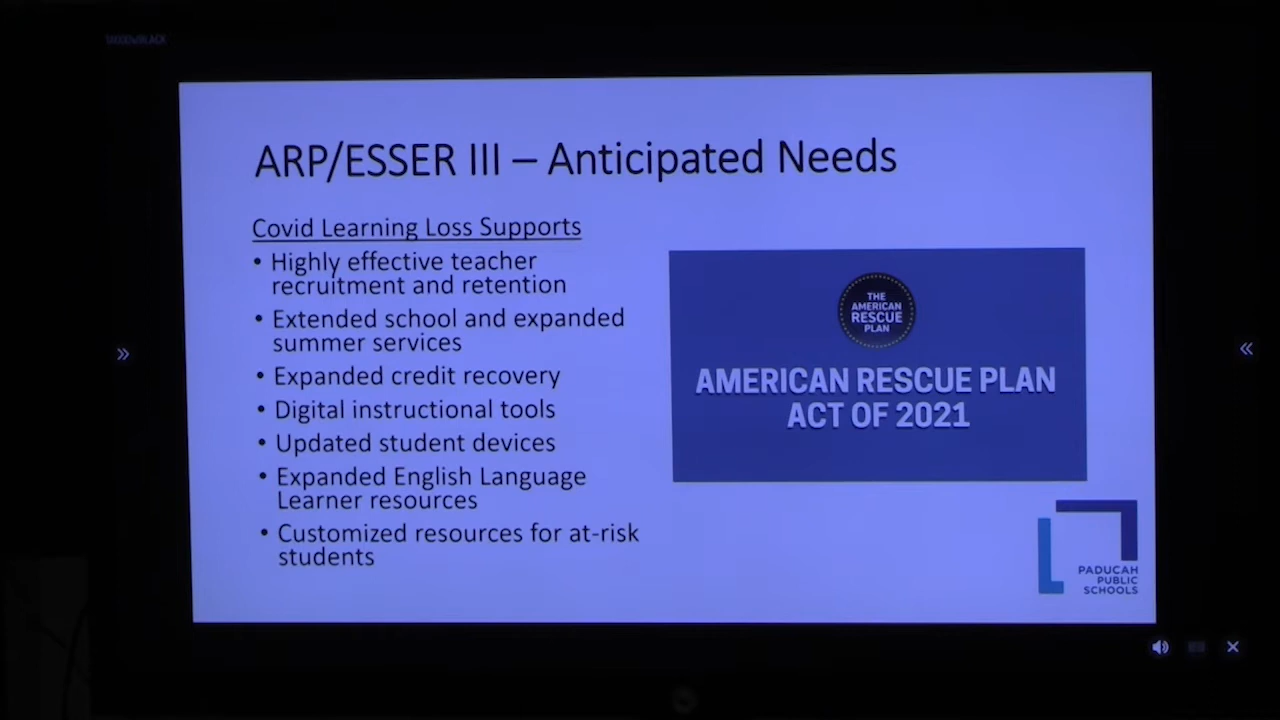 ARP/ESSER III – Anticipated Needs
Covid Learning Loss Supports
• Highly effective teacher
recruitment and retention
• Extended school and expanded
summer services
• Expanded credit recovery
• Digital instructional tools
• Updated student devices
• Expanded English Language
Learner resources
• Customized resources for at-risk
students
THE
AMERICAN
RESCUE
PLAN
AMERICAN RESCUE PLAN
ACT OF 2021
PADUCAH
PUBLIC
SCHOOLS